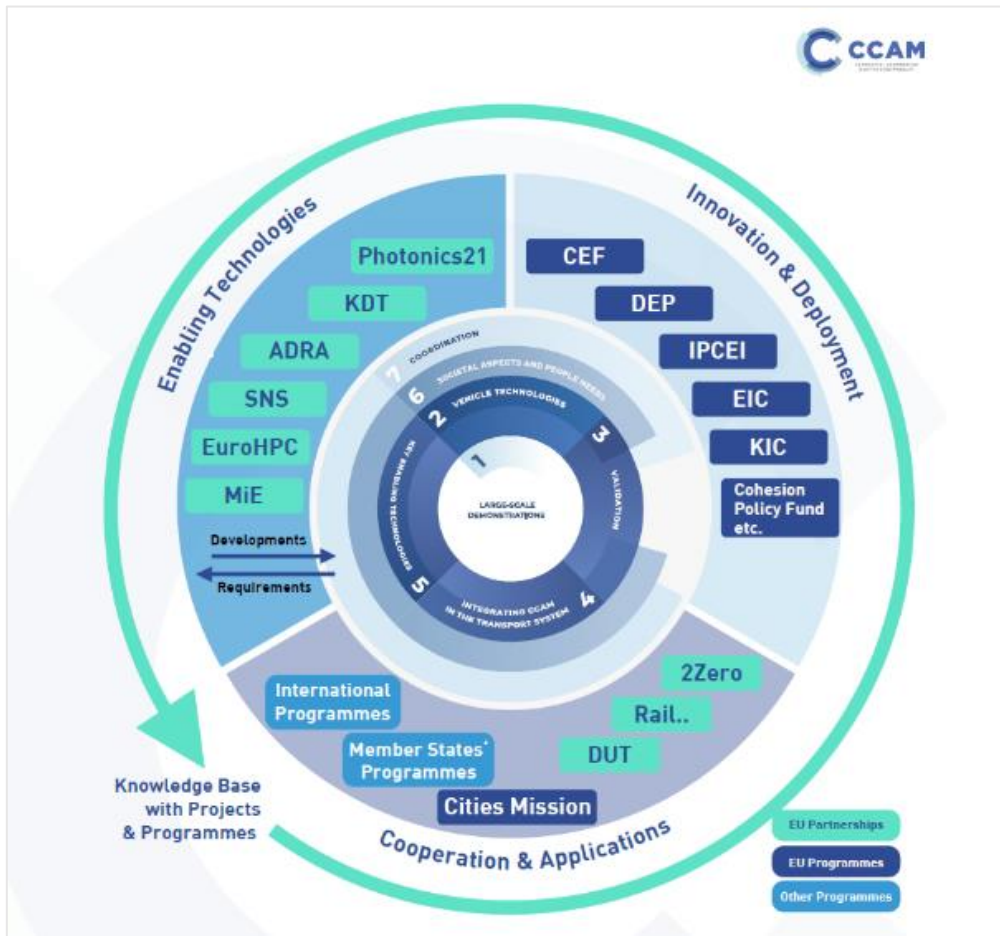 CCAM
Enabling Technologies
Innovation & Deployment
Photonics21
KDT
ADRA
SNS
EuroHPC
MiE
Developments
Requirements
CEF
DEP
IPCEI
EIC
KIC
Cohesion
Policy Fund
etc.
7 COORDINATION
6 SOCIETAL ASPECTS AND PEOPLE NEEDS
2 VEHICLE TECHNOLOGIES
3 VALIDATION
1
LARGE-SCALE
DEMONSTRATIONS
5 KEY ENABLING TECHNOLOGIES
4 INTEGRATING CCAM
IN THE TRANSPORT SYSTEM
International
Programmes
Member States'
Programmes
Cities Mission
2Zero
Rail..
DUT
Cooperation & Applications
Knowledge Base
with Projects
& Programmes
EU Partnerships
EU Programmes
Other Programmes